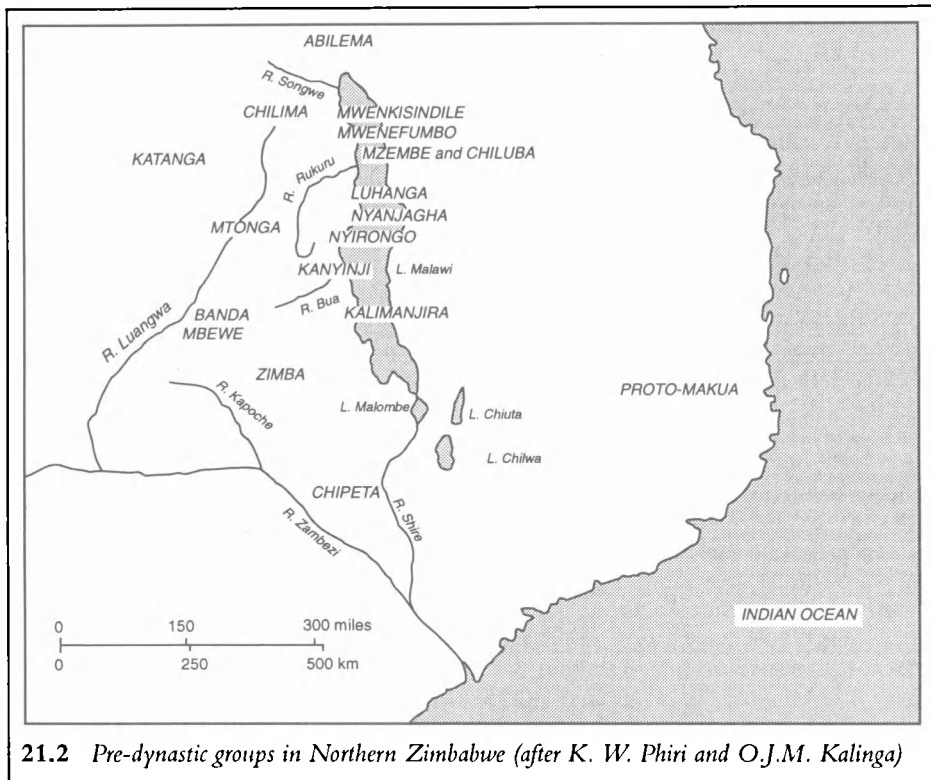 ABILEMA
R. Songwe
CHILIMA
MWENKISINDILE
MWENEFUMBO
MZEMBE and CHILUBA
KATANGA
R. Rukuru
LUHANGA
NYANJAGHA
MTONGA
NYIRONGO
KANYINJI
L. Malawi
R. Bua
BANDA
MBEWE
KALIMANJIRA
R. Luangwa
ZIMBA
R. Kapoche
L. Malombe
L. Chiuta
PROTO-MAKUA
L. Chilwa
CHIPETA
R. Shire
R. Zambezi
INDIAN OCEAN
0 150 300 miles
0 250 500 km
21.2 Pre-dynastic groups in Northern Zimbabwe (after K. W. Phiri and O.J.M. Kalinga)